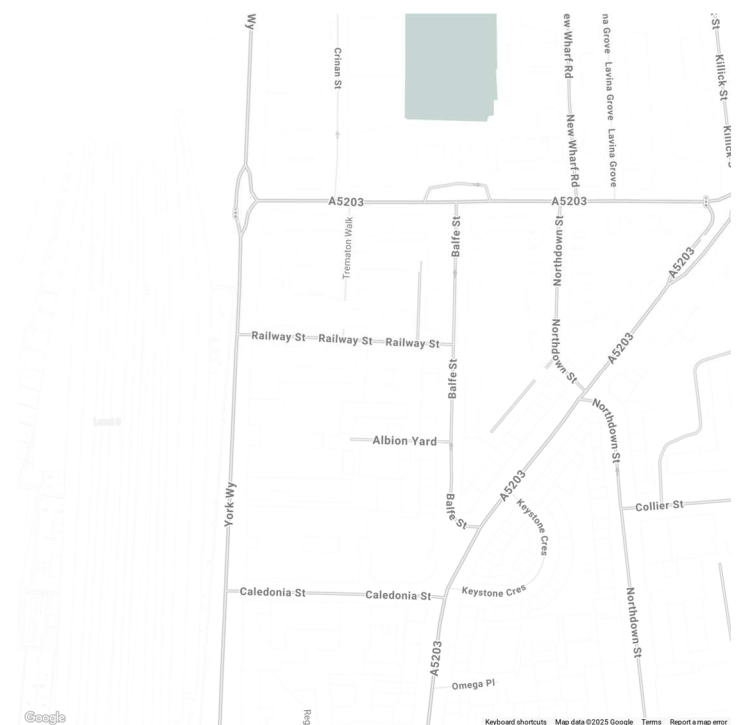 Wy
Crinan St
ew Wharf Rd
na Grove
Lavina Grove
Lavina Grove
St
Killick St
Killick S
New Wharf Rd
A5203
A5203
Trematon Walk
Balfe St
Northdown St
A5203
Railway St
Railway St
Railway St
Northdown St
A5203
Balfe St
Northdown St
Albion Yard
A5203
York Wy
Balfe St
Keystone Cres
Collier St
Caledonia St
Caledonia St
Keystone Cres
Northdown St
A5203
Omega Pl
Reg
Google
Keyboard shortcuts Map data ©2025 Google Terms Report a map error